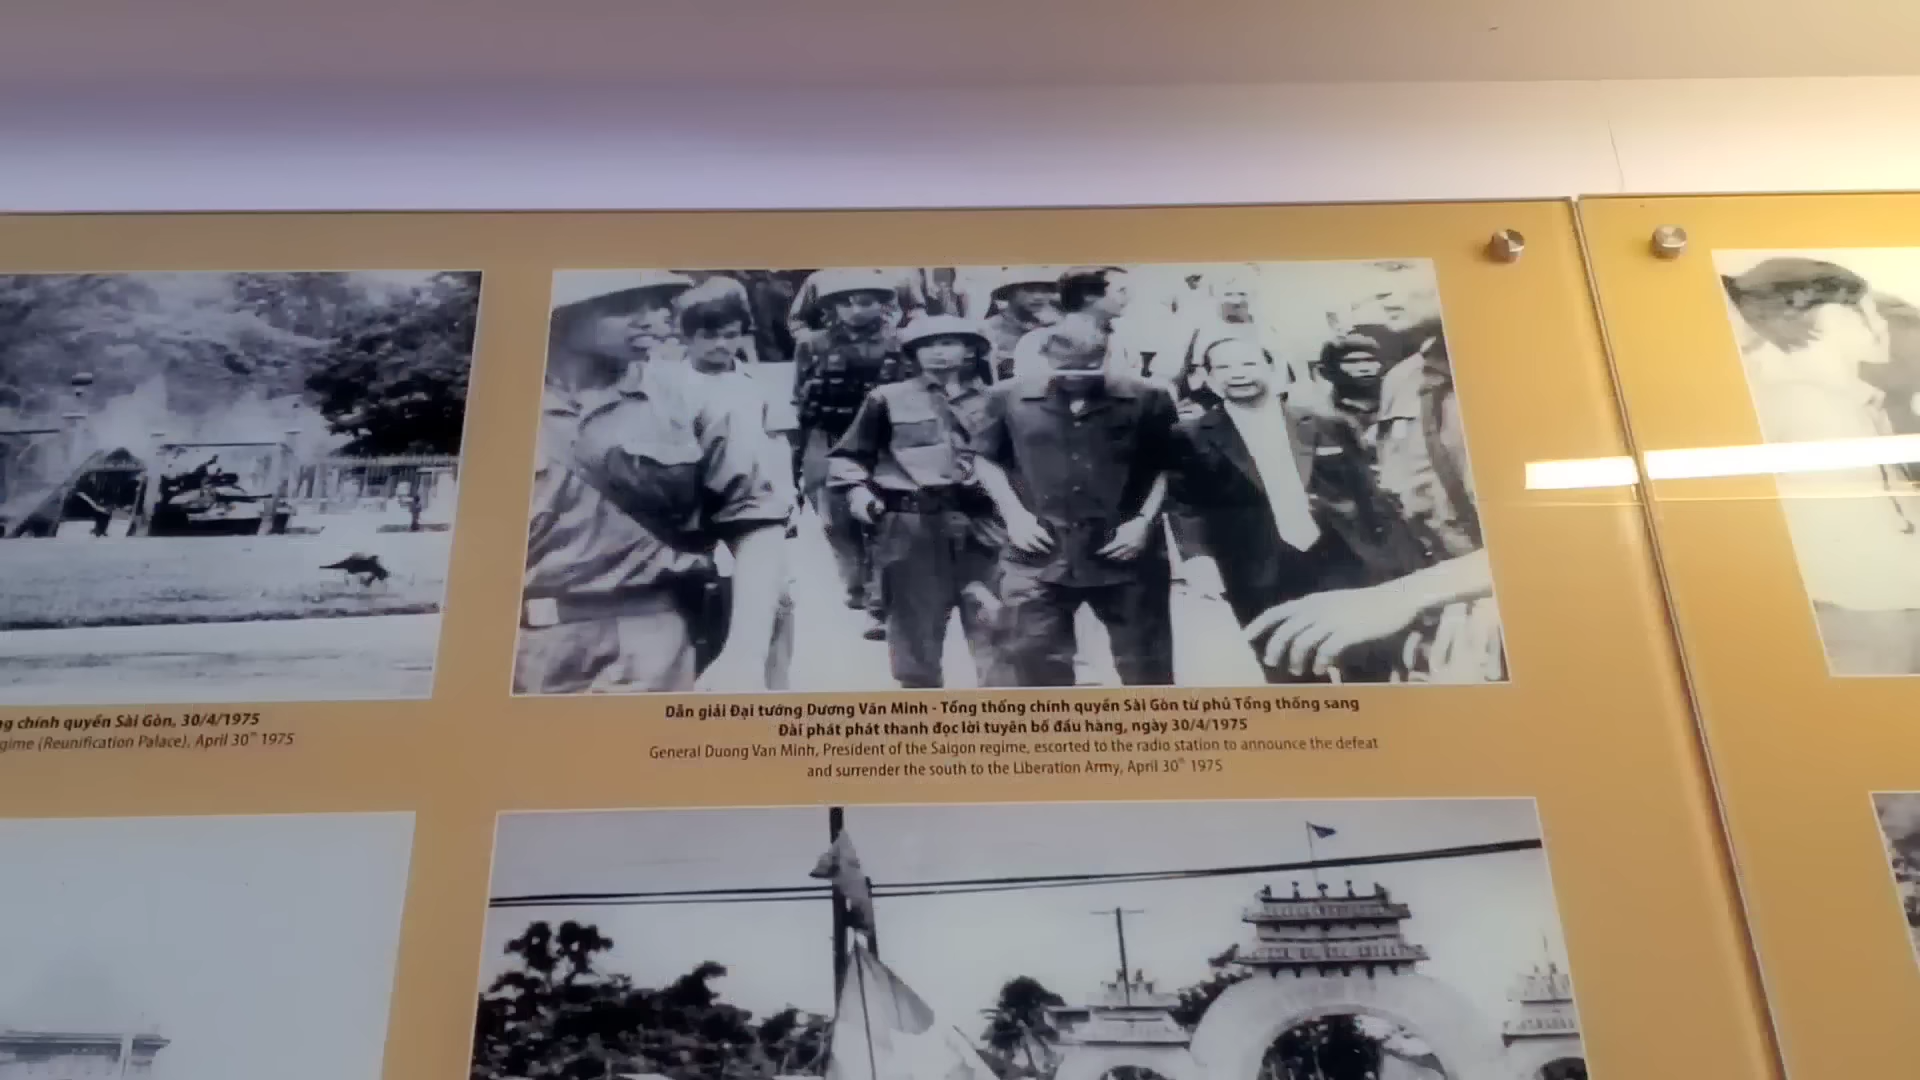 ng chính quyền Sài Gòn, 30/4/1975
gime (Reunification Palace), April 30th 1975
Dẫn giải Đại tướng Dương Văn Minh - Tổng thống chính quyền Sài Gòn từ phủ Tổng thống sang
Đài phát phát thanh đọc lời tuyên bố đầu hàng, ngày 30/4/1975
General Duong Van Minh, President of the Saigon regime, escorted to the radio station to announce the defeat
and surrender the south to the Liberation Army, April 30th 1975